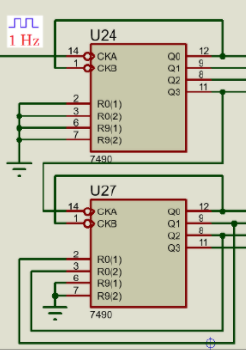 U24
1 Hz
14 CKA Q0 12
1 CKB Q1 9
Q2 8
Q3 11
2 R0(1)
3 R0(2)
6 R9(1)
7 R9(2)
7490
U27
14 CKA Q0 12
1 CKB Q1 9
Q2 8
Q3 11
2 R0(1)
3 R0(2)
6 R9(1)
7 R9(2)
7490